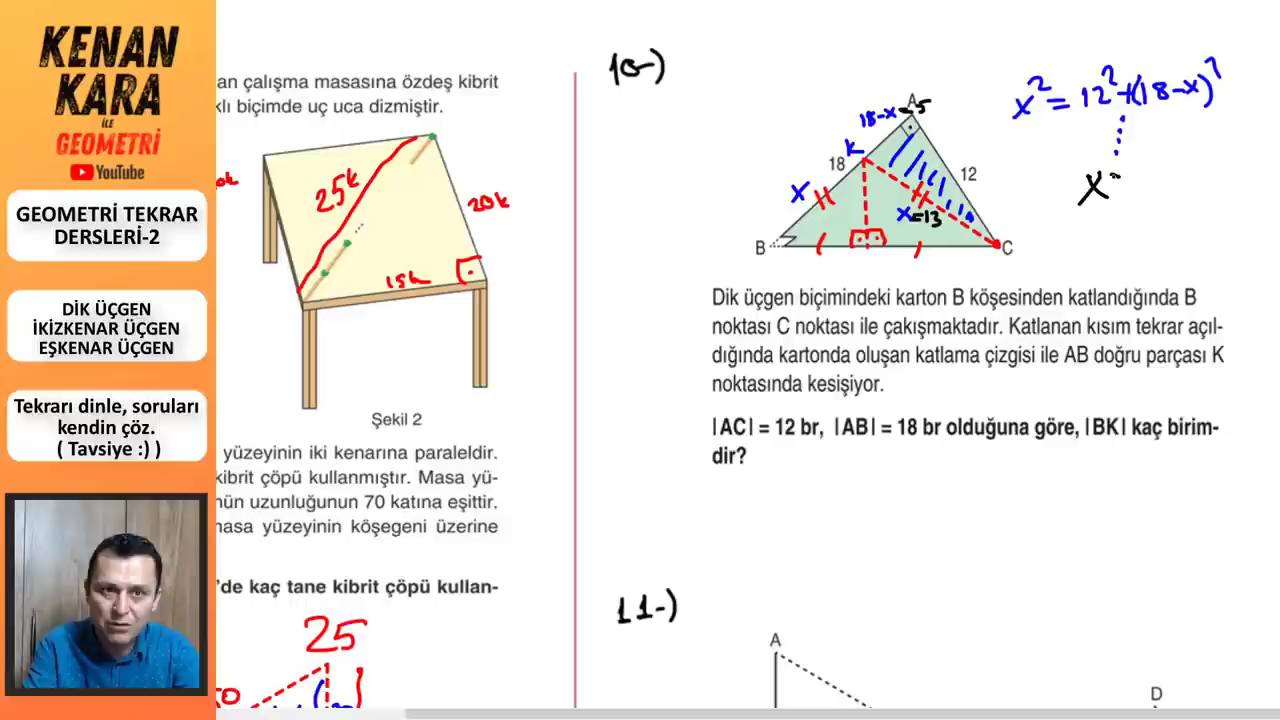 KENAN
KARA
İLE
GEOMETRİ
YouTube
GEOMETRİ TEKRAR
DERSLERİ-2
DİK ÜÇGEN
İKİZKENAR ÜÇGEN
EŞKENAR ÜÇGEN
Tekrarı dinle, soruları
kendin çöz.
( Tavsiye :) )
an çalışma masasına özdeş kibrit
klı biçimde uç uca dizmiştir.
25k
20k
15k
Şekil 2
yüzeyinin iki kenarına paraleldir.
kibrit çöpü kullanmıştır. Masa yü-
nün uzunluğunun 70 katına eşittir.
masa yüzeyinin köşegeni üzerine
'de kaç tane kibrit çöpü kullan-
25
10-)
A
18-x=5
K
18
12
x
x=13
B
C
x² = 12² + (18-x)²
x=
Dik üçgen biçimindeki karton B köşesinden katlandığında B
noktası C noktası ile çakışmaktadır. Katlanan kısım tekrar açıl-
dığında kartonda oluşan katlama çizgisi ile AB doğru parçası K
noktasında kesişiyor.
|AC| = 12 br, |AB| = 18 br olduğuna göre, |BK| kaç birim-
dir?
11-)
A
D